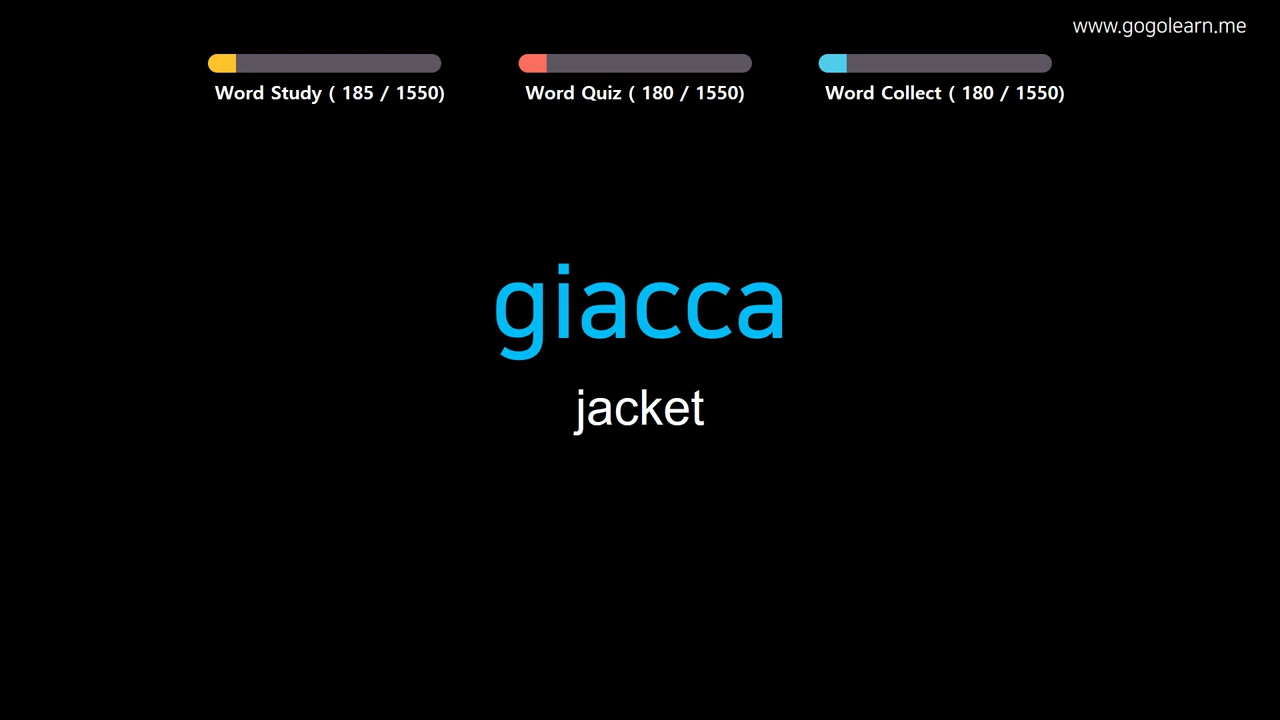 www.gogolearn.me
Word Study ( 185 / 1550)
Word Quiz ( 180 / 1550)
Word Collect ( 180 / 1550)
giacca
jacket